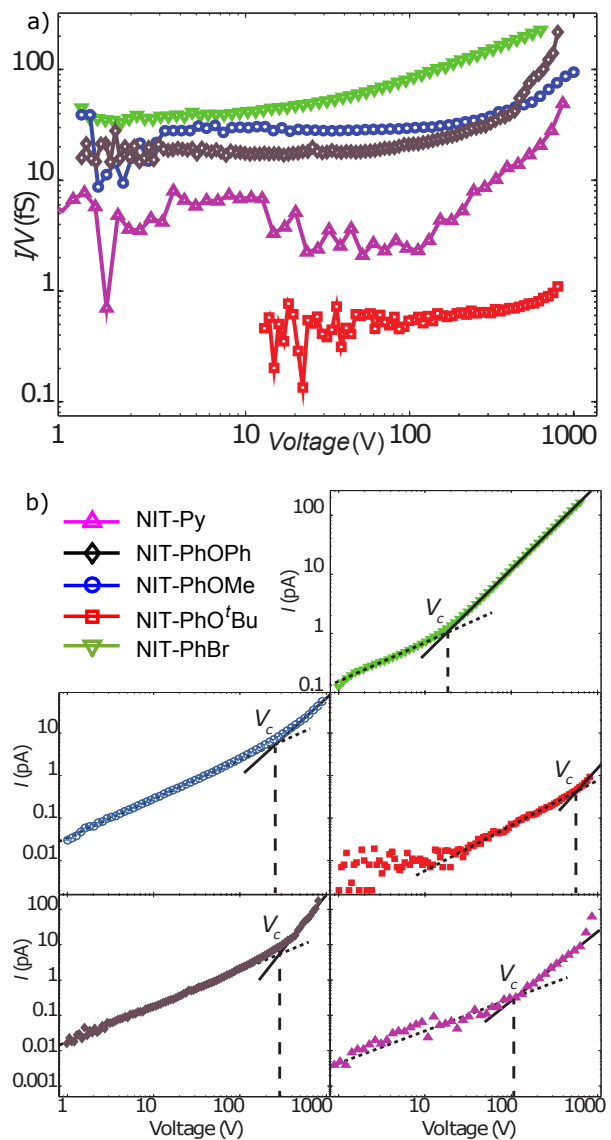 a)
I/V (fS)
100
10
1
0.1
1
10
100
1000
Voltage (V)
b)
NIT-Py
NIT-PhOPh
NIT-PhOMe
NIT-PhOᵗBu
NIT-PhBr
I (pA)
100
10
1
0.1
V_c
I (pA)
10
1
0.1
0.01
V_c
V_c
I (pA)
100
10
1
0.1
0.01
0.001
V_c
V_c
1
10
100
1000
1
10
100
1000
Voltage (V)
Voltage (V)